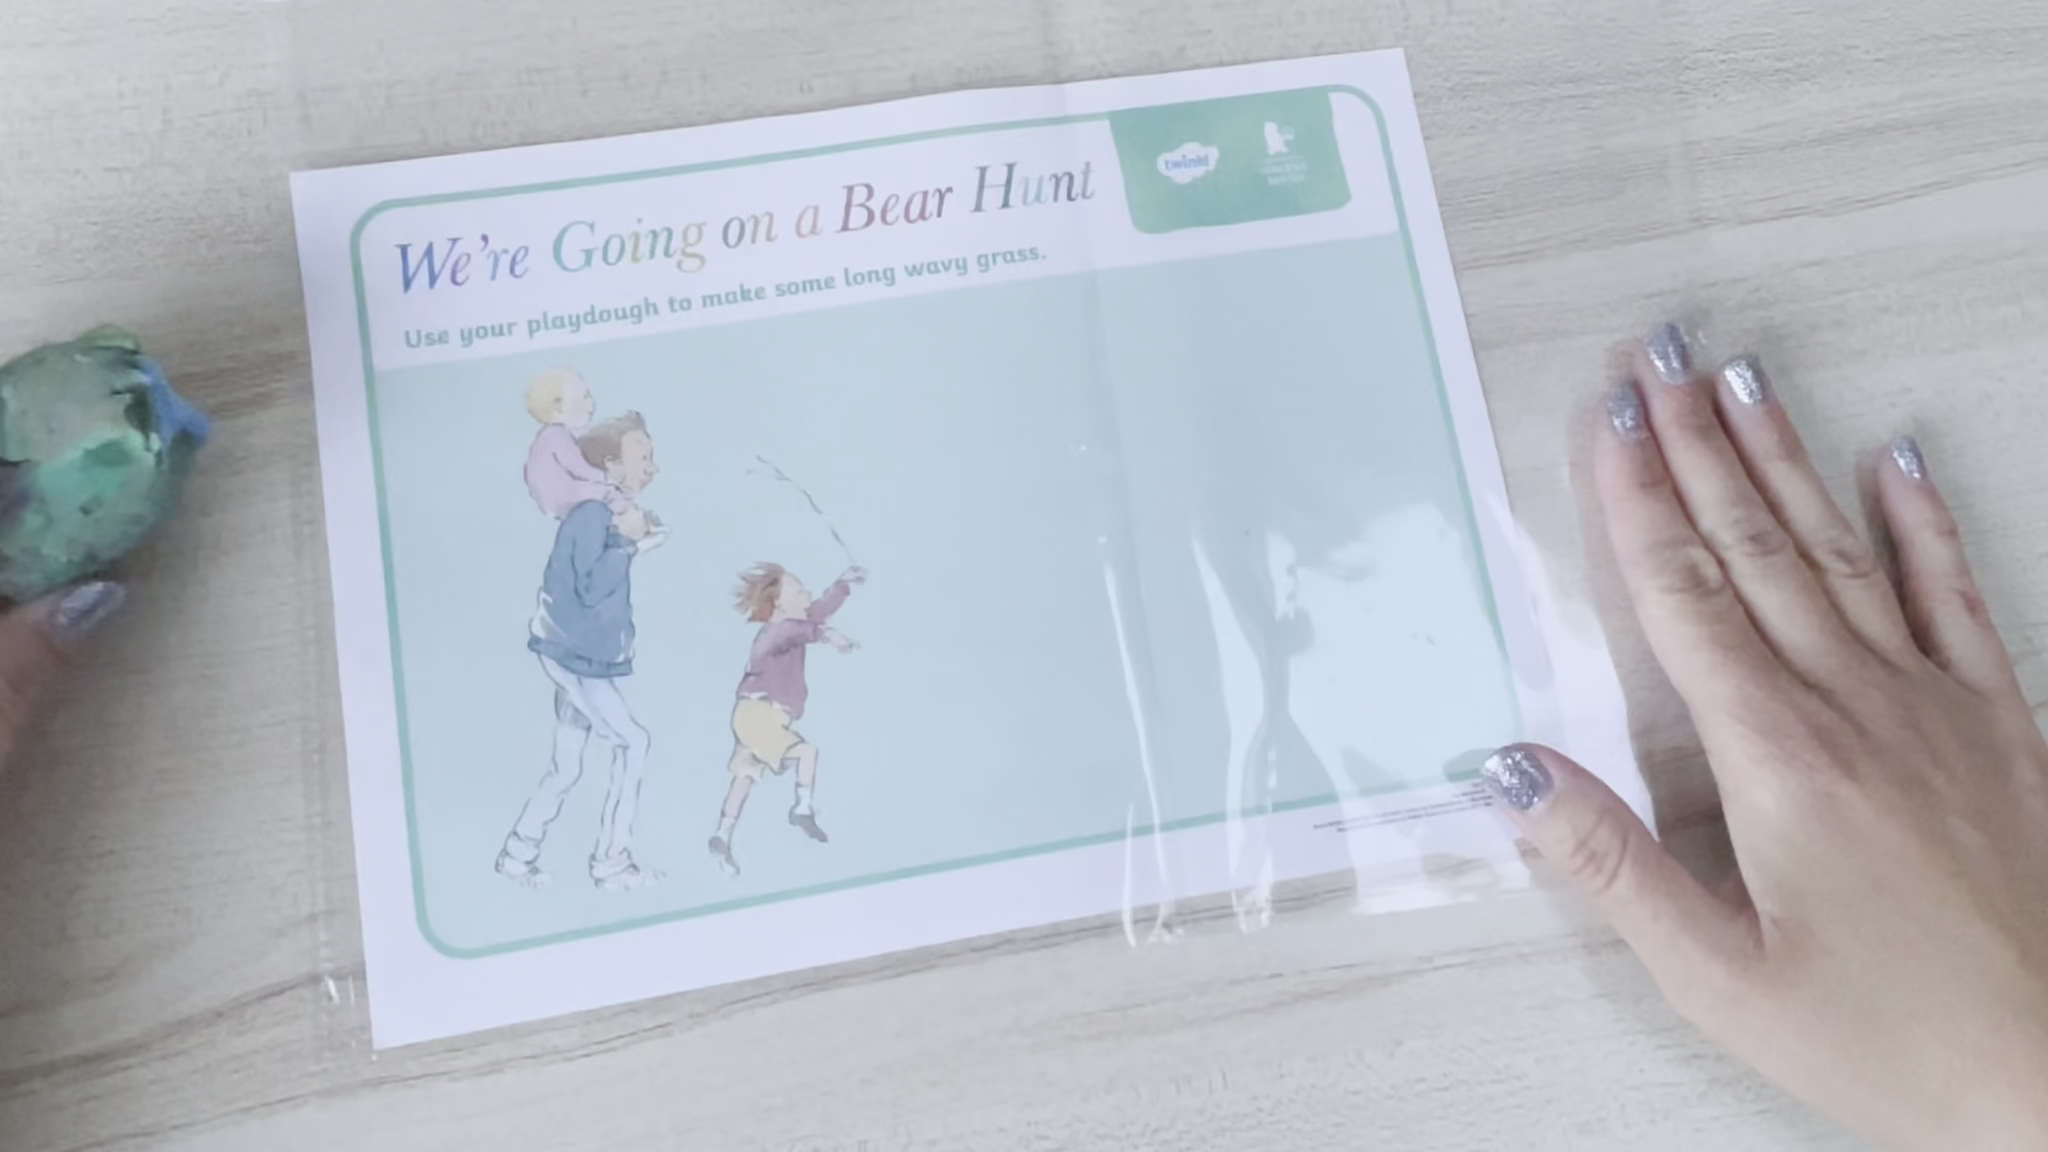 We're Going on a Bear Hunt
twinkl
Use your playdough to make some long wavy grass.